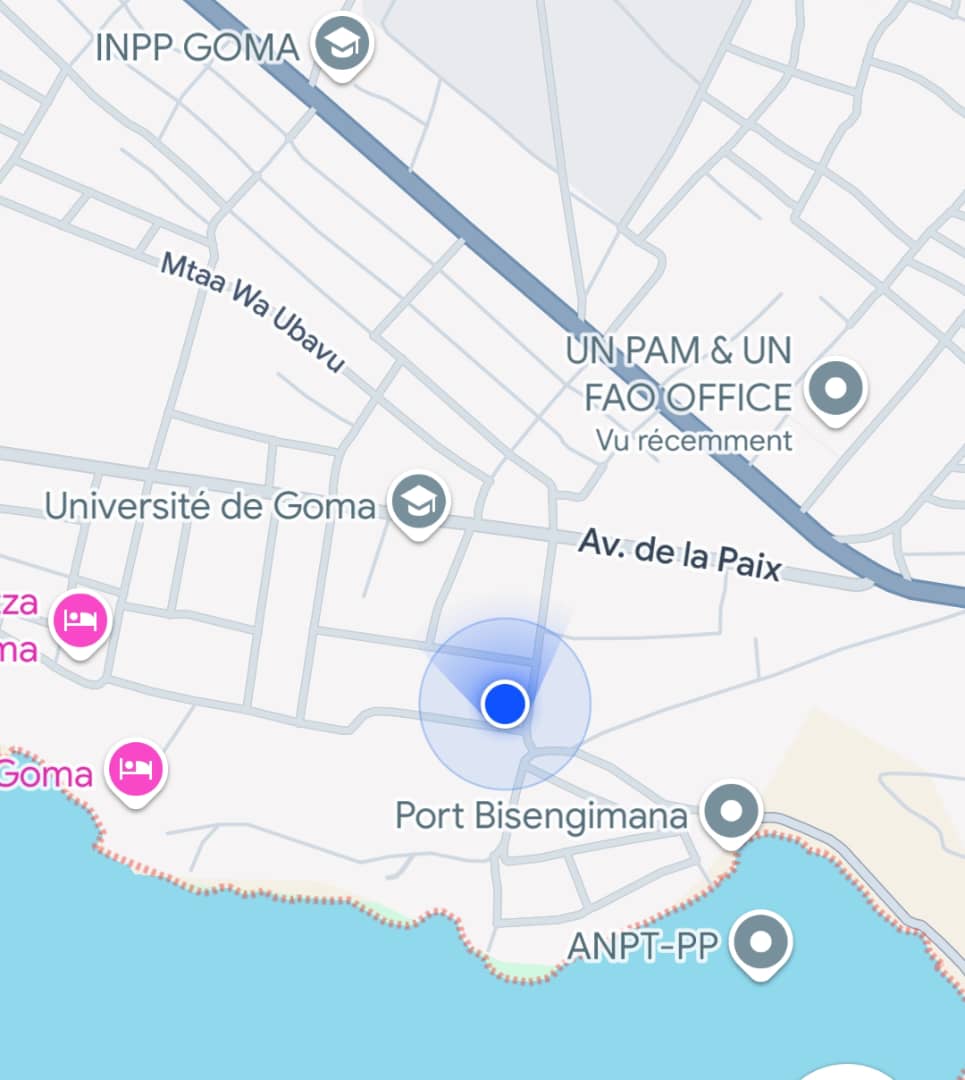 INPP GOMA
Mtaa Wa Ubavu
UN PAM & UN
FAO OFFICE
Vu récemment
Université de Goma
Av. de la Paix
za
ma
Goma
Port Bisengimana
ANPT-PP